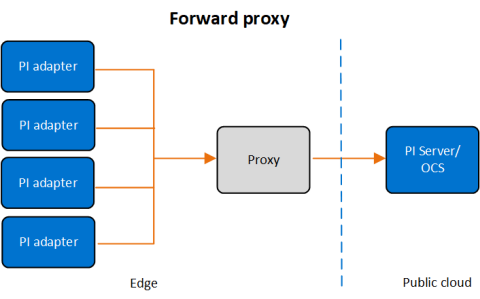 Forward proxy
PI adapter
PI adapter
PI adapter
PI adapter
Proxy
PI Server/
OCS
Edge
Public cloud